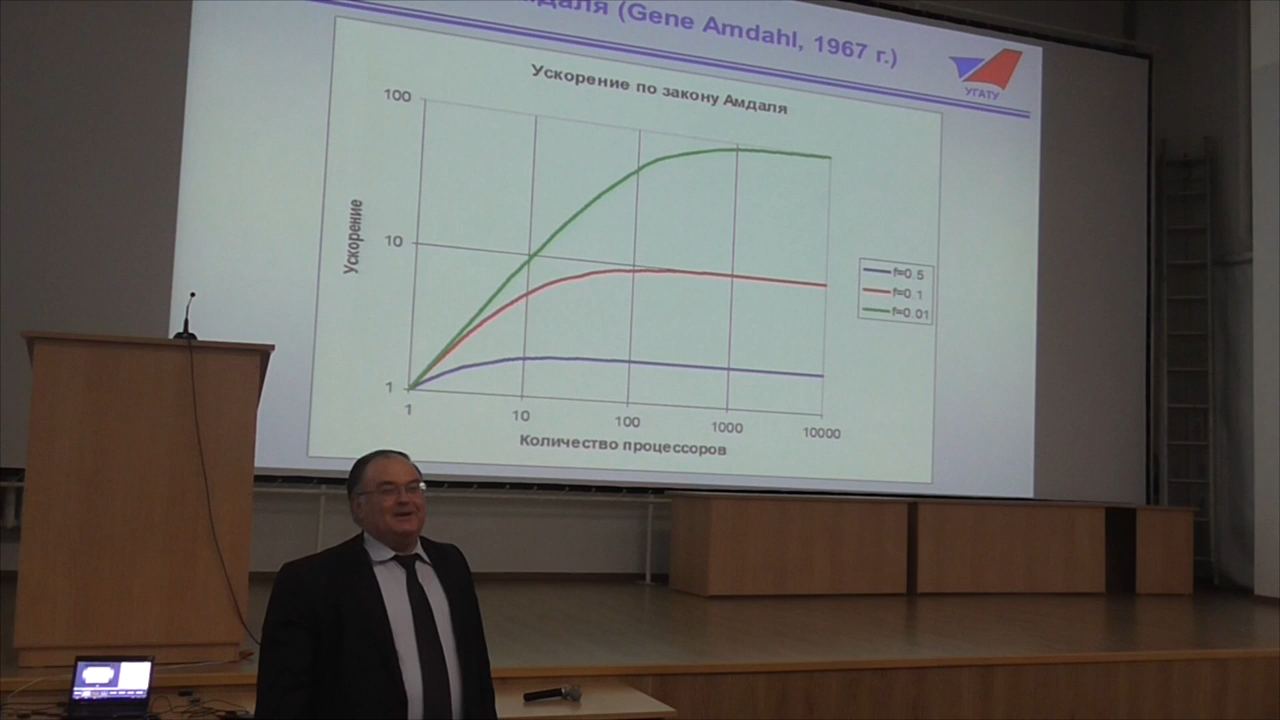 (Gene Amdahl, 1967 г.)
УГАТУ
Ускорение по закону Амдаля
100
10
1
Ускорение
f=0.5
f=0.1
f=0.01
1
10
100
1000
10000
Количество процессоров